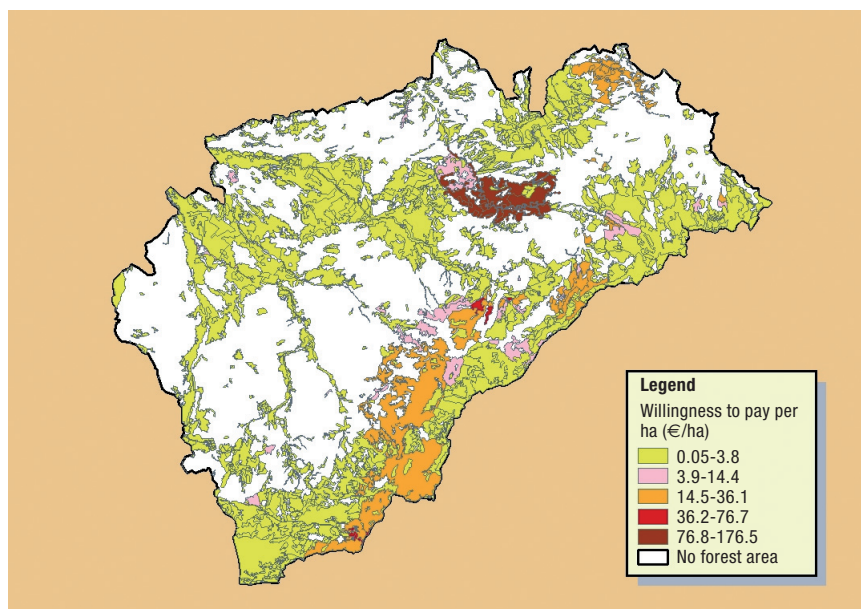 Legend
Willingness to pay per
ha (€/ha)
0.05-3.8
3.9-14.4
14.5-36.1
36.2-76.7
76.8-176.5
No forest area